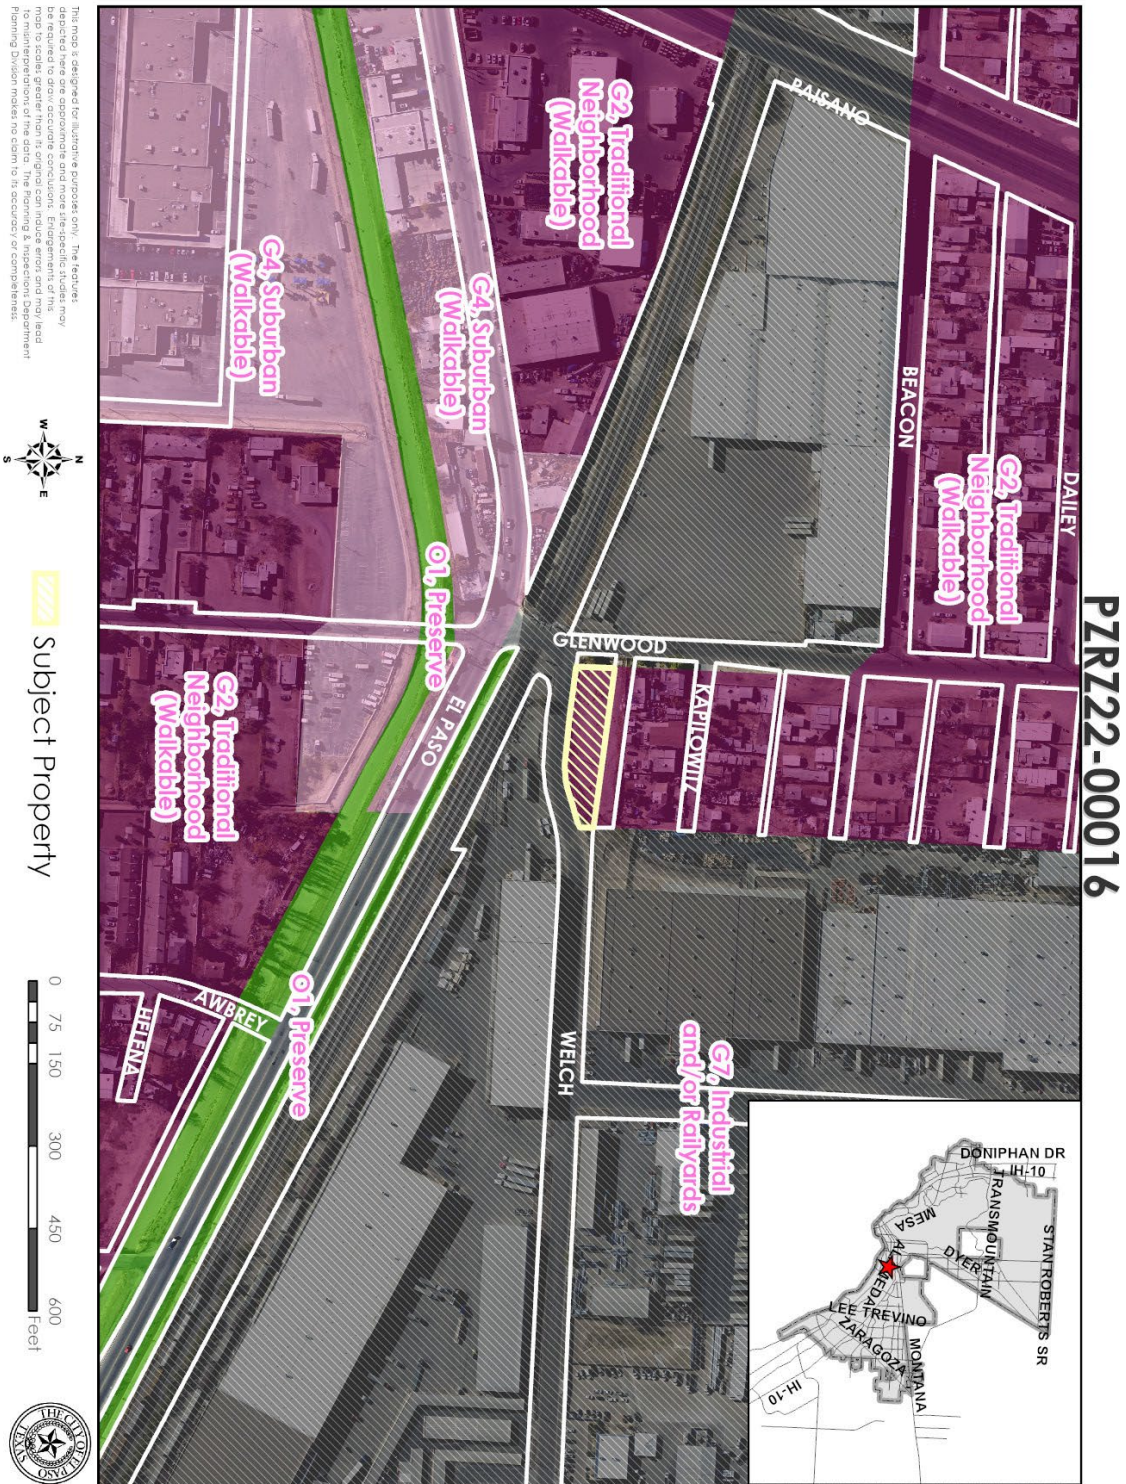 PZRZ22-00016
PAISANO
DAILEY
BEACON
G2, Traditional
Neighborhood
(Walkable)
G2, Traditional
Neighborhood
(Walkable)
G4, Suburban
(Walkable)
G4, Suburban
(Walkable)
GLENWOOD
KAPILOWITZ
O1, Preserve
EL PASO
G2, Traditional
Neighborhood
(Walkable)
O1, Preserve
AWBREY
HELENA
WELCH
G7, Industrial
and/or Railyards
DONIPHAN DR
IH-10
TRANSMOUNTAIN
STAN ROBERTS SR
MESA
DYER
ALAMEDA
LEE TREVINO
ZARAGOZA
MONTANA
IH-10
This map is designed for illustrative purposes only. The features
depicted here are approximate and more site-specific studies may
be required to draw accurate conclusions. Enlargements of this
map to scales greater than its original can induce errors and may lead
to misinterpretations of the data. The Planning & Inspections Department
Planning Division makes no claim to its accuracy or completeness.
N
W
E
S
Subject Property
0 75 150 300 450 600
Feet
THE CITY OF EL PASO
TEXAS